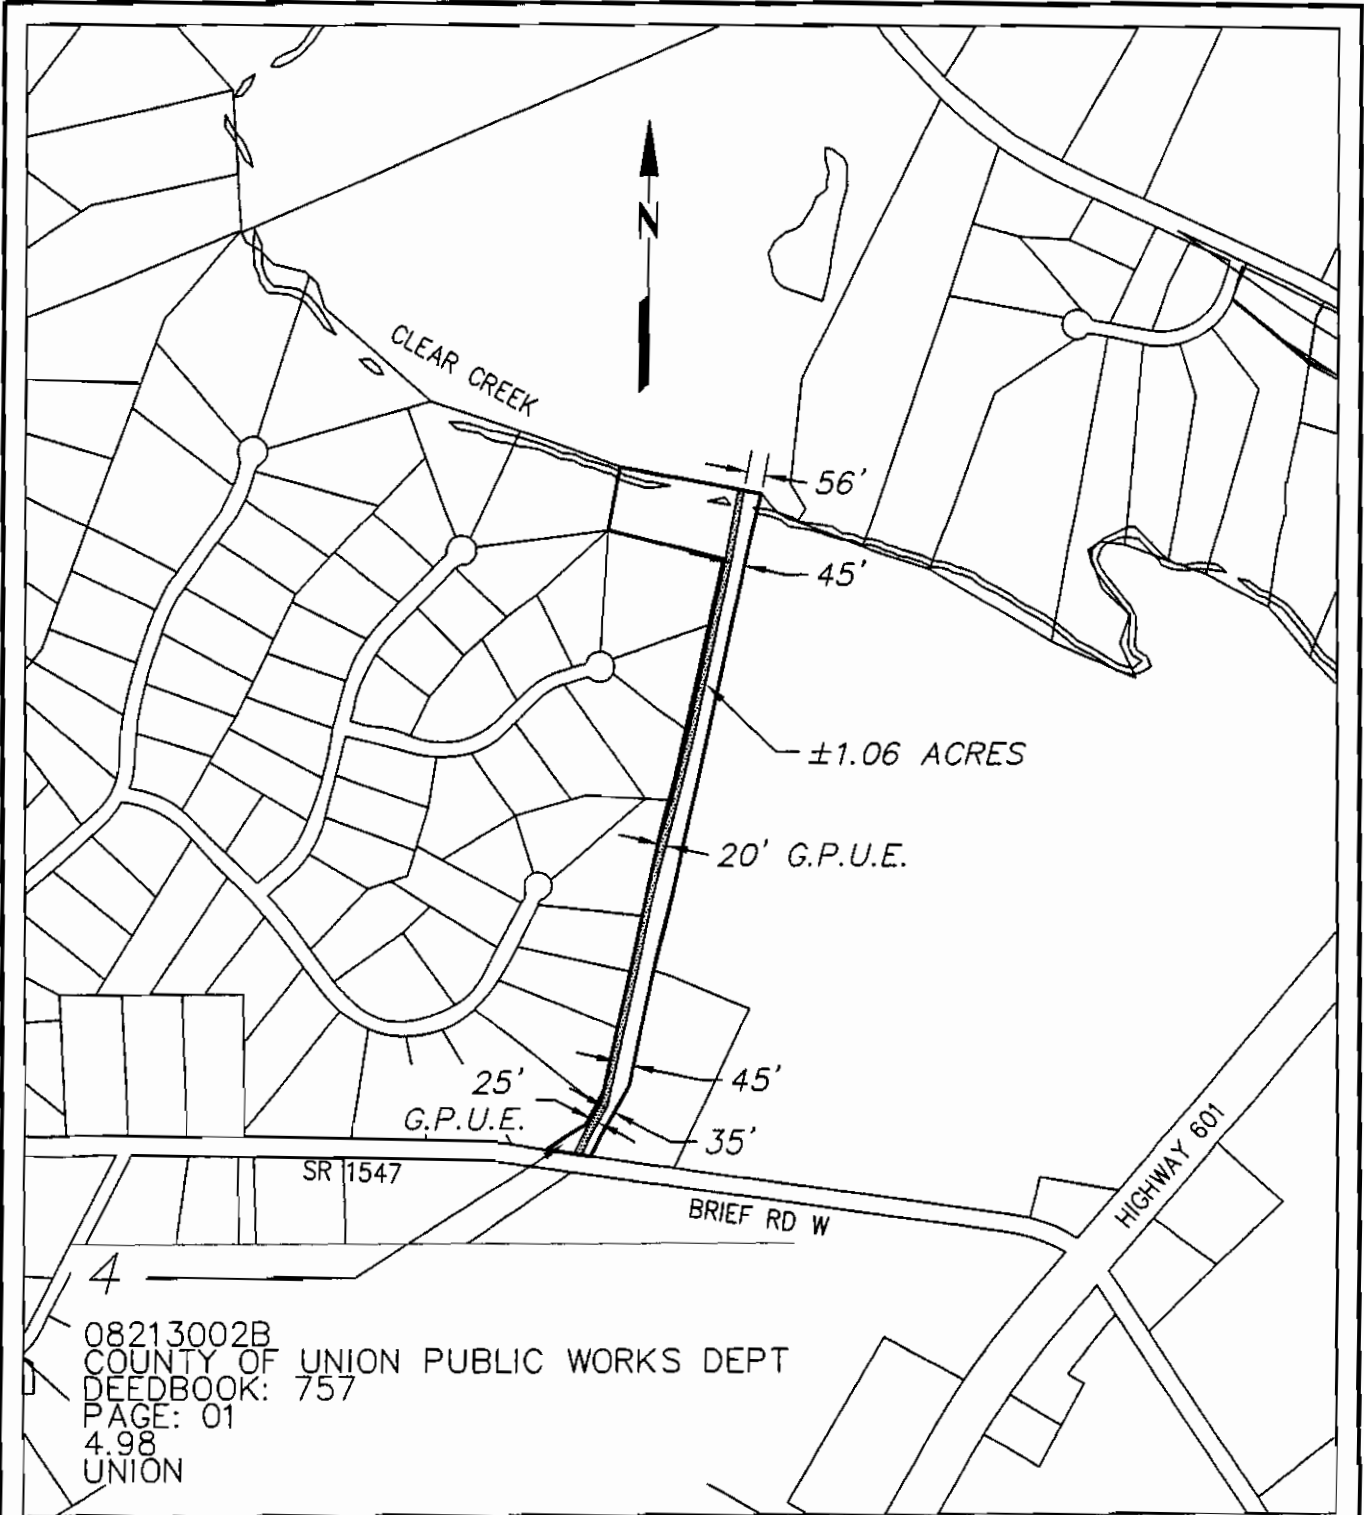 N
CLEAR CREEK
56'
45'
±1.06 ACRES
20' G.P.U.E.
25'
G.P.U.E.
45'
35'
SR 1547
BRIEF RD W
HIGHWAY 601
4
08213002B
COUNTY OF UNION PUBLIC WORKS DEPT
DEEDBOOK: 757
PAGE: 01
4.98
UNION